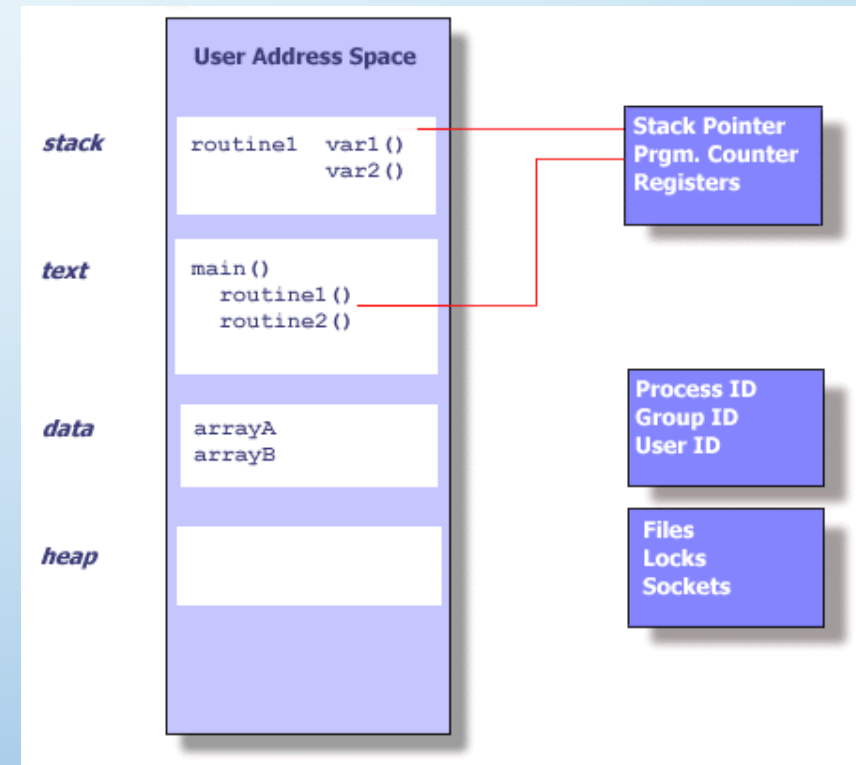 User Address Space
stack
routine1 var1()
var2()
text
main()
routine1()
routine2()
data
arrayA
arrayB
heap
Stack Pointer
Prgm. Counter
Registers
Process ID
Group ID
User ID
Files
Locks
Sockets